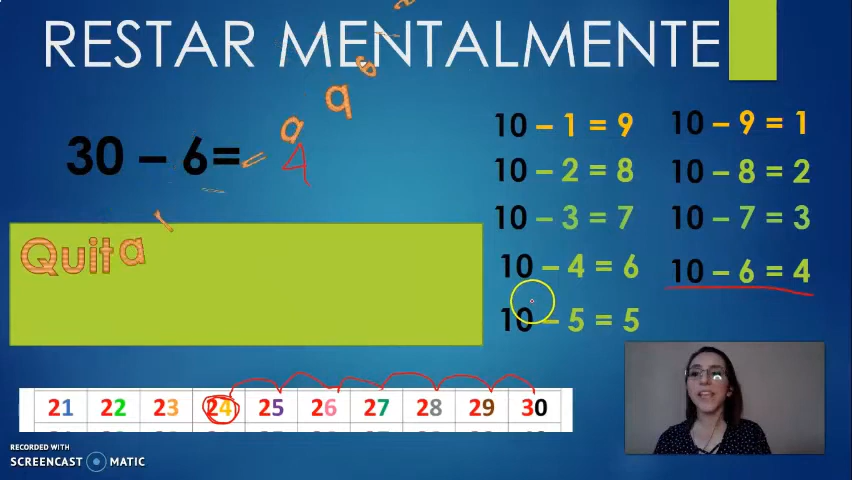 RESTAR MENTALMENTE
30 – 6=
4
Quita
10 – 1 = 9
10 – 2 = 8
10 – 3 = 7
10 – 4 = 6
10 – 5 = 5
10 – 9 = 1
10 – 8 = 2
10 – 7 = 3
10 – 6 = 4
21 22 23 24 25 26 27 28 29 30
RECORDED WITH
SCREENCAST MATIC